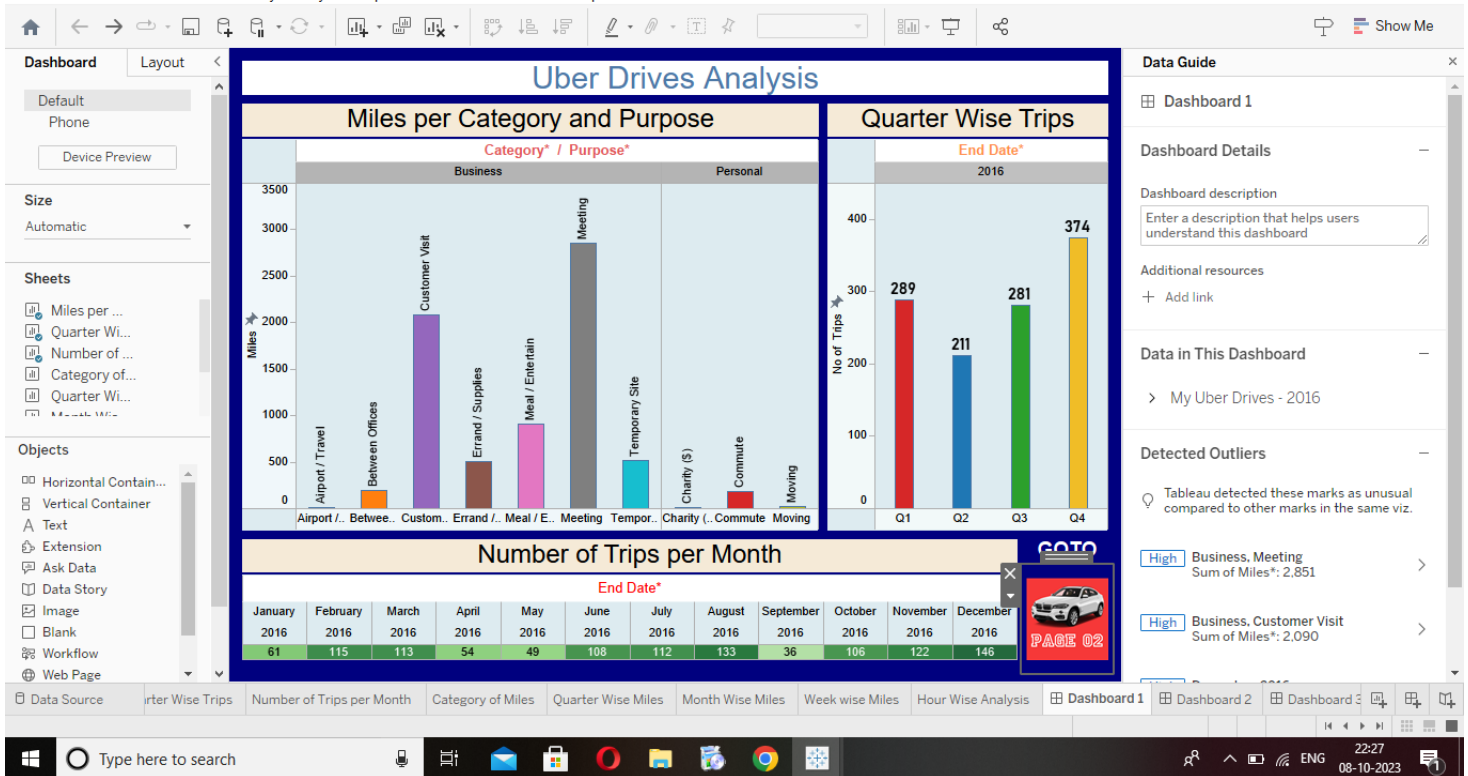 Show Me
Dashboard
Layout
Default
Phone
Device Preview
Size
Automatic
Sheets
Miles per ...
Quarter Wi...
Number of ...
Category of...
Quarter Wi...
Objects
Horizontal Contain...
Vertical Container
Text
Extension
Ask Data
Data Story
Image
Blank
Workflow
Web Page
Uber Drives Analysis
Miles per Category and Purpose
Category* / Purpose*
Business
Personal
Miles
3500
3000
2500
2000
1500
1000
500
0
Airport / Travel
Between Offices
Customer Visit
Errand / Supplies
Meal / Entertain
Meeting
Temporary Site
Charity ($)
Commute
Moving
Airport /.. Betwee.. Custom.. Errand /.. Meal / E.. Meeting Tempor.. Charity (.. Commute Moving
Quarter Wise Trips
End Date*
2016
No of Trips
400
300
200
100
0
289
211
281
374
Q1 Q2 Q3 Q4
Number of Trips per Month
End Date*
January February March April May June July August September October November December
2016 2016 2016 2016 2016 2016 2016 2016 2016 2016 2016 2016
61 115 113 54 49 108 112 133 36 106 122 146
GO TO
PAGE 02
Data Guide
Dashboard 1
Dashboard Details
Dashboard description
Enter a description that helps users
understand this dashboard
Additional resources
Add link
Data in This Dashboard
My Uber Drives - 2016
Detected Outliers
Tableau detected these marks as unusual
compared to other marks in the same viz.
High Business, Meeting
Sum of Miles*: 2,851
High Business, Customer Visit
Sum of Miles*: 2,090
Data Source
rter Wise Trips
Number of Trips per Month
Category of Miles
Quarter Wise Miles
Month Wise Miles
Week wise Miles
Hour Wise Analysis
Dashboard 1
Dashboard 2
Dashboard 3
Type here to search
ENG
22:27
08-10-2023
1